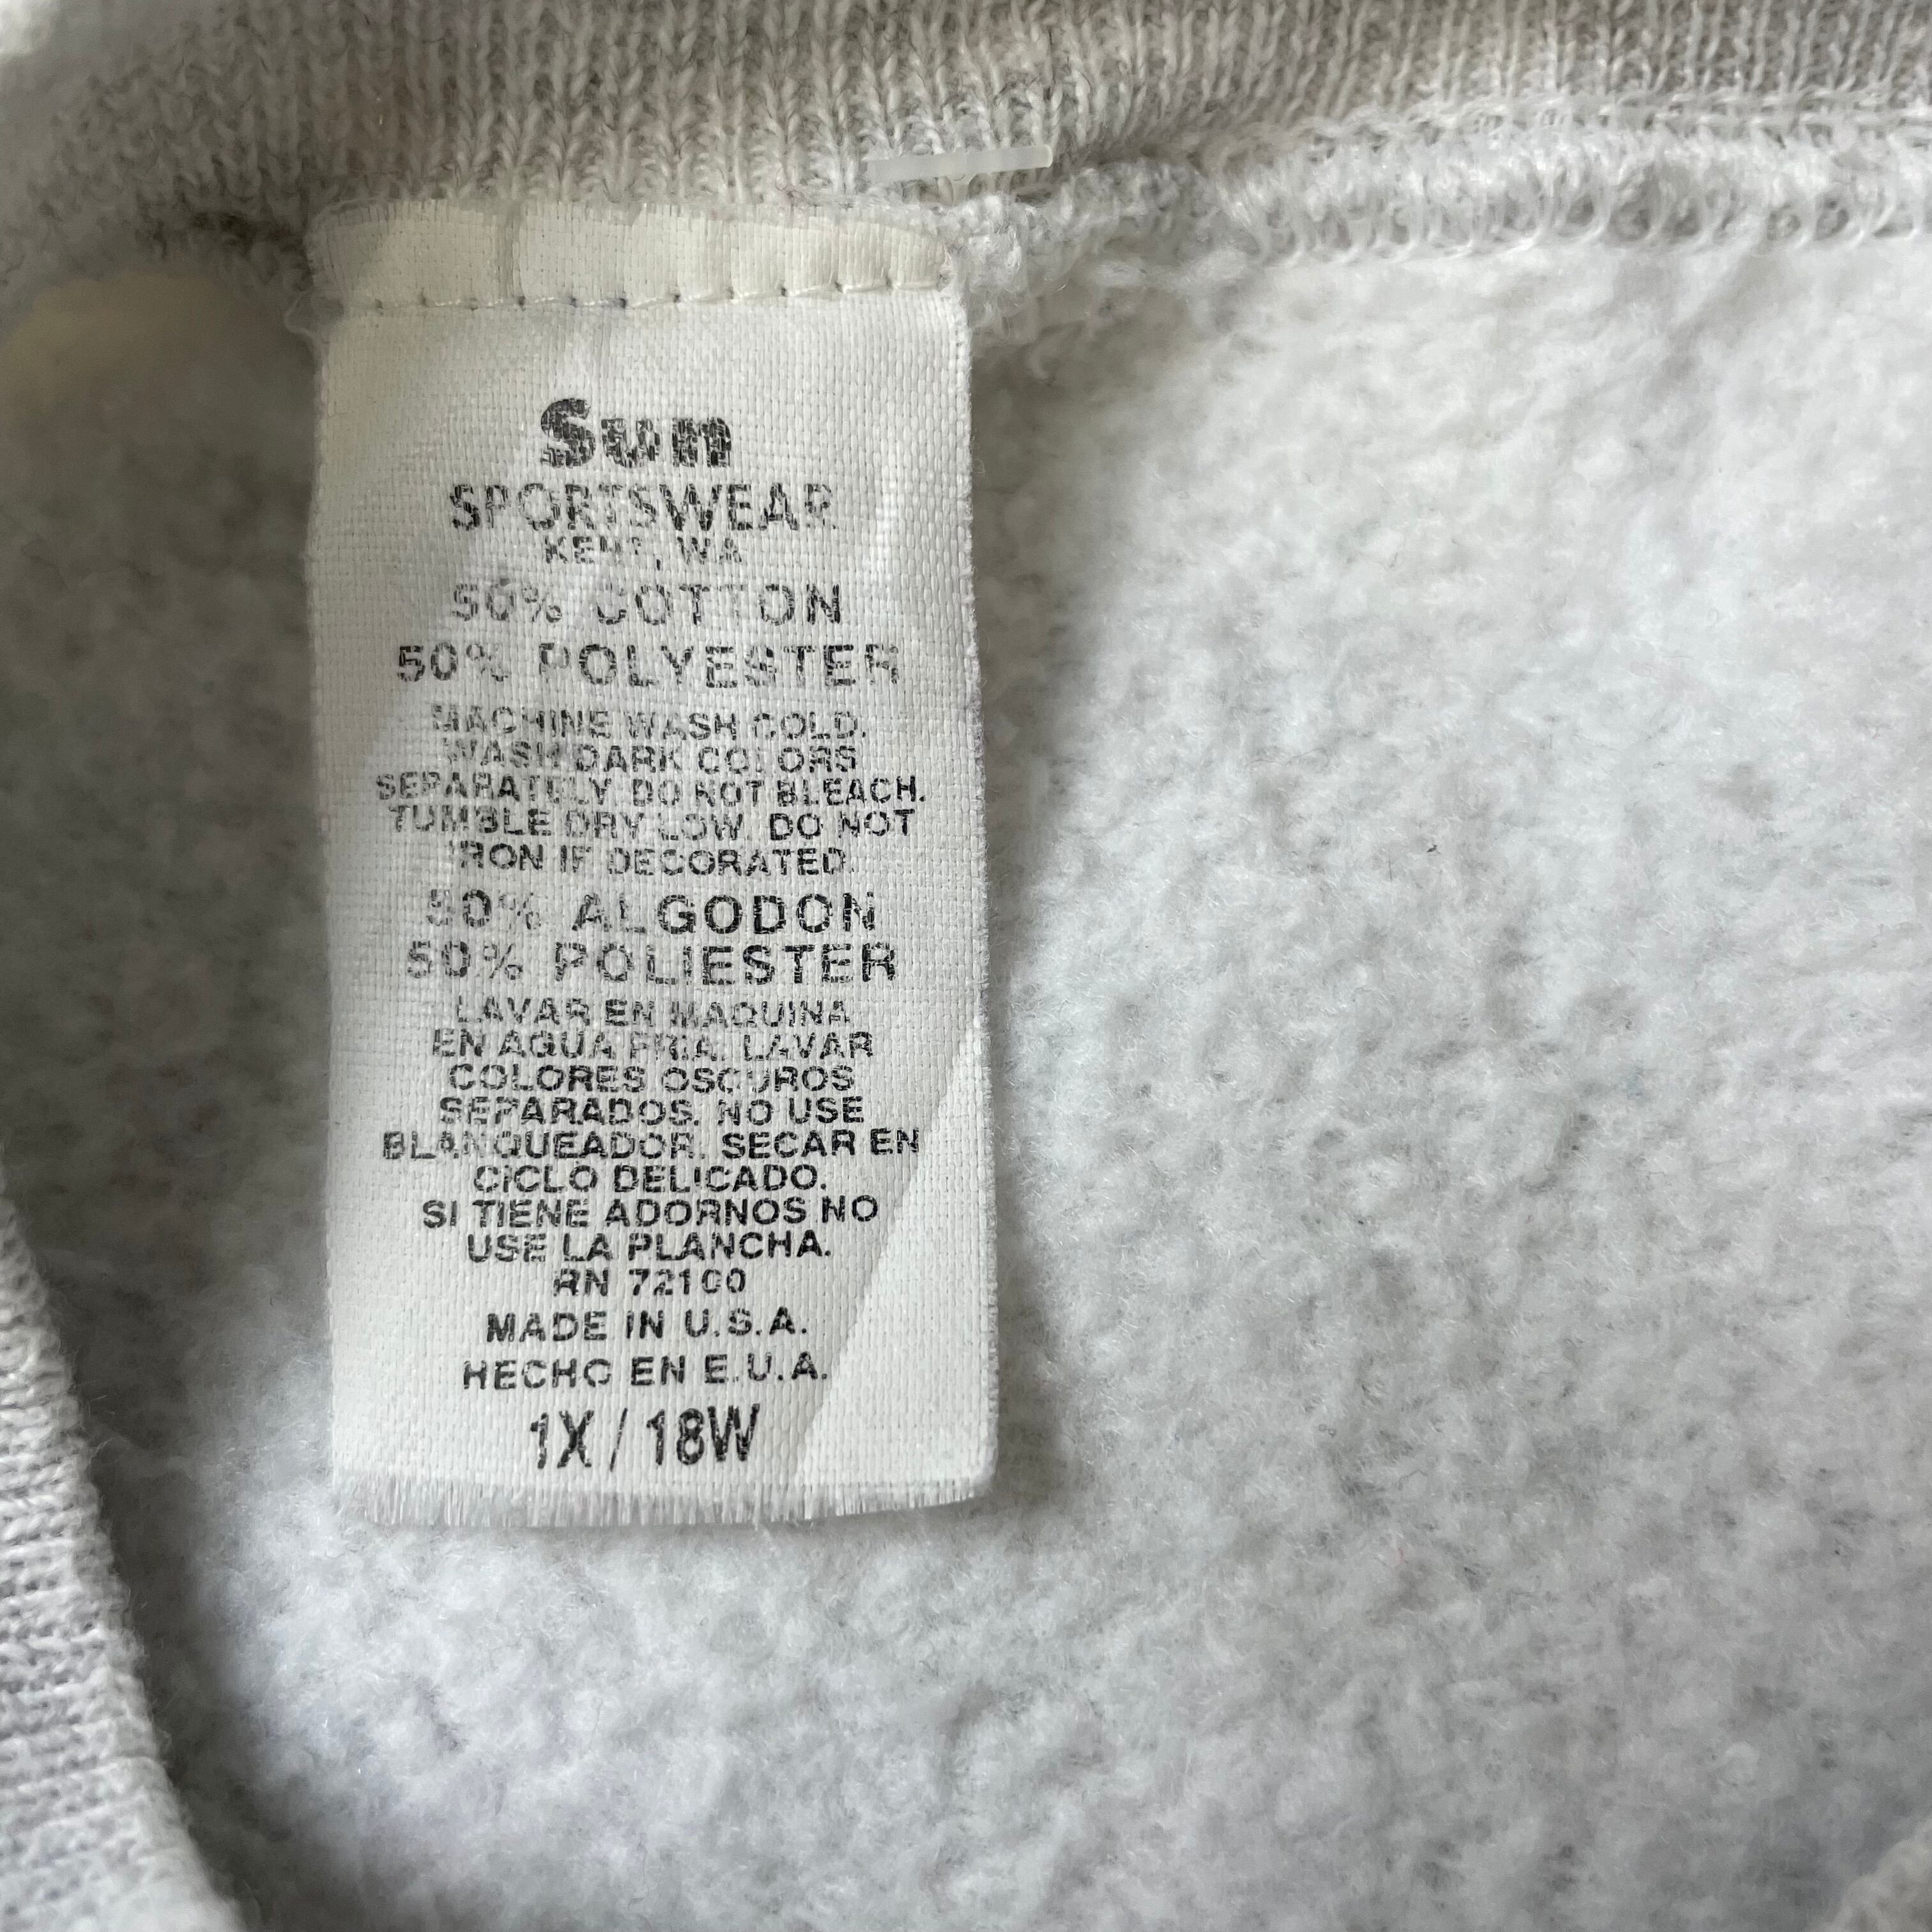 Sun
SPORTSWEAR
KENT, WA
50% COTTON
50% POLYESTER
MACHINE WASH COLD.
WASH DARK COLORS
SEPARATELY. DO NOT BLEACH.
TUMBLE DRY LOW. DO NOT
IRON IF DECORATED.
50% ALGODON
50% POLIESTER
LAVAR EN MAQUINA
EN AGUA FRIA. LAVAR
COLORES OSCUROS
SEPARADOS. NO USE
BLANQUEADOR. SECAR EN
CICLO DELICADO.
SI TIENE ADORNOS NO
USE LA PLANCHA.
RN 72100
MADE IN U.S.A.
HECHO EN E.U.A.
1X / 18W